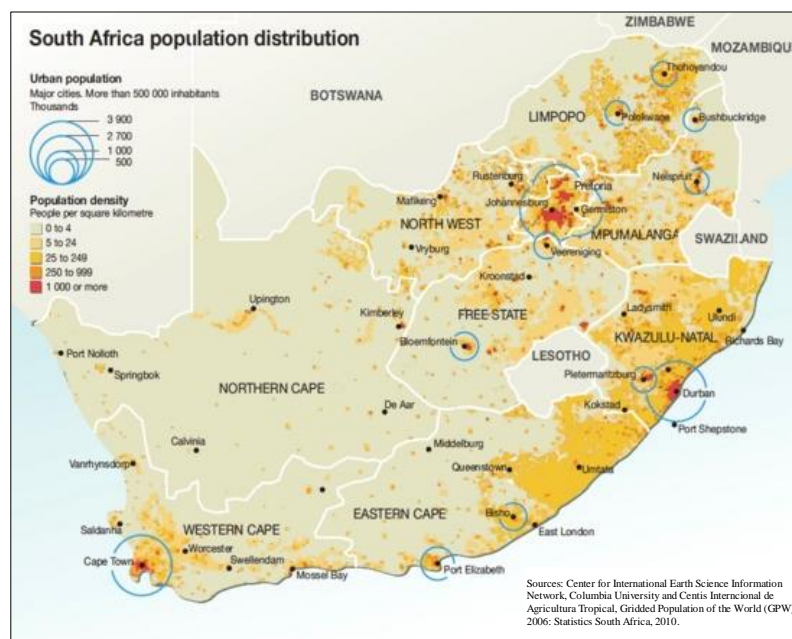 South Africa population distribution
Urban population
Major cities. More than 500 000 inhabitants
Thousands
3 900
2 700
1 000
500
Population density
People per square kilometre
0 to 4
5 to 24
25 to 249
250 to 999
1 000 or more
ZIMBABWE
MOZAMBIQU
BOTSWANA
Thohoyandou
LIMPOPO
Polokwane
Bushbuckridge
Rustenburg
Pretoria
Nelspruit
Mafikeng
Johannesburg
Germiston
NORTH WEST
MPUMALANGA
SWAZILAND
Vryburg
Vereeniging
Kroonstad
Upington
Kimberley
FREE STATE
Ladysmith
Ulundi
Bloemfontein
KWAZULU-NATAL
Richards Bay
Port Nolloth
LESOTHO
Springbok
Pietermaritzburg
NORTHERN CAPE
Durban
De Aar
Kokstad
Port Shepstone
Calvinia
Middelburg
Vanrhynsdorp
Queenstown
Umtata
Saldanha
WESTERN CAPE
EASTERN CAPE
Bisho
East London
Worcester
Cape Town
Swellendam
Mossel Bay
Port Elizabeth
Sources: Center for International Earth Science Information
Network, Columbia University and Centis Interncional de
Agricultura Tropical, Gridded Population of the World (GPW)
2006: Statistics South Africa, 2010.